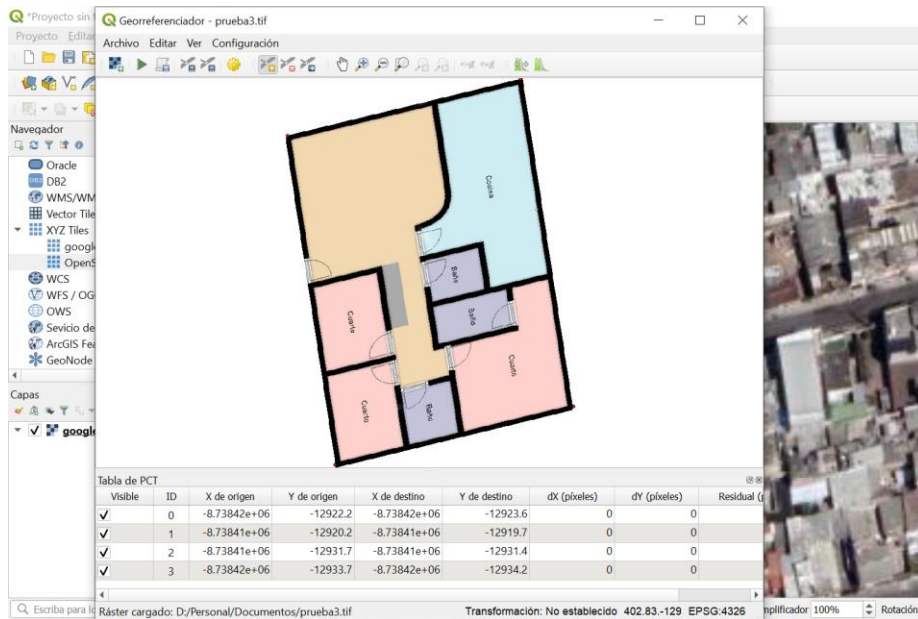 *Proyecto sin
Georreferenciador - prueba3.tif
Proyecto Editar
Archivo Editar Ver Configuración
Navegador
Oracle
DB2
WMS/WM
Vector Tile
XYZ Tiles
google
OpenS
WCS
WFS / OG
OWS
Sevicio de
ArcGIS Fea
GeoNode
Capas
google
Cocina
Baño
Baño
Cuarto
Cuarto
Cuarto
Baño
Tabla de PCT
Visible ID X de origen Y de origen X de destino Y de destino dX (píxeles) dY (píxeles) Residual (p
0 -8.73842e+06 -12922.2 -8.73842e+06 -12923.6 0 0
1 -8.73841e+06 -12920.2 -8.73841e+06 -12919.7 0 0
2 -8.73841e+06 -12931.7 -8.73841e+06 -12931.4 0 0
3 -8.73842e+06 -12933.7 -8.73842e+06 -12934.2 0 0
Escriba para lo
Ráster cargado: D:/Personal/Documentos/prueba3.tif Transformación: No establecido 402.83.-129 EPSG:4326
mplificador 100% Rotación